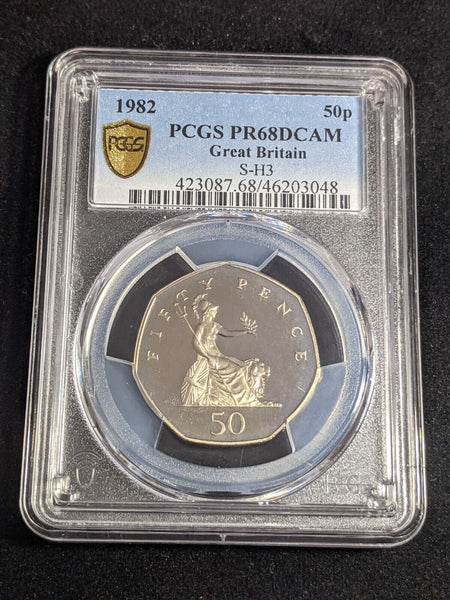 1982 50p
PCGS PR68DCAM
Great Britain
S-H3
423087.68/46203048
PCGS
FIFTY PENCE
50